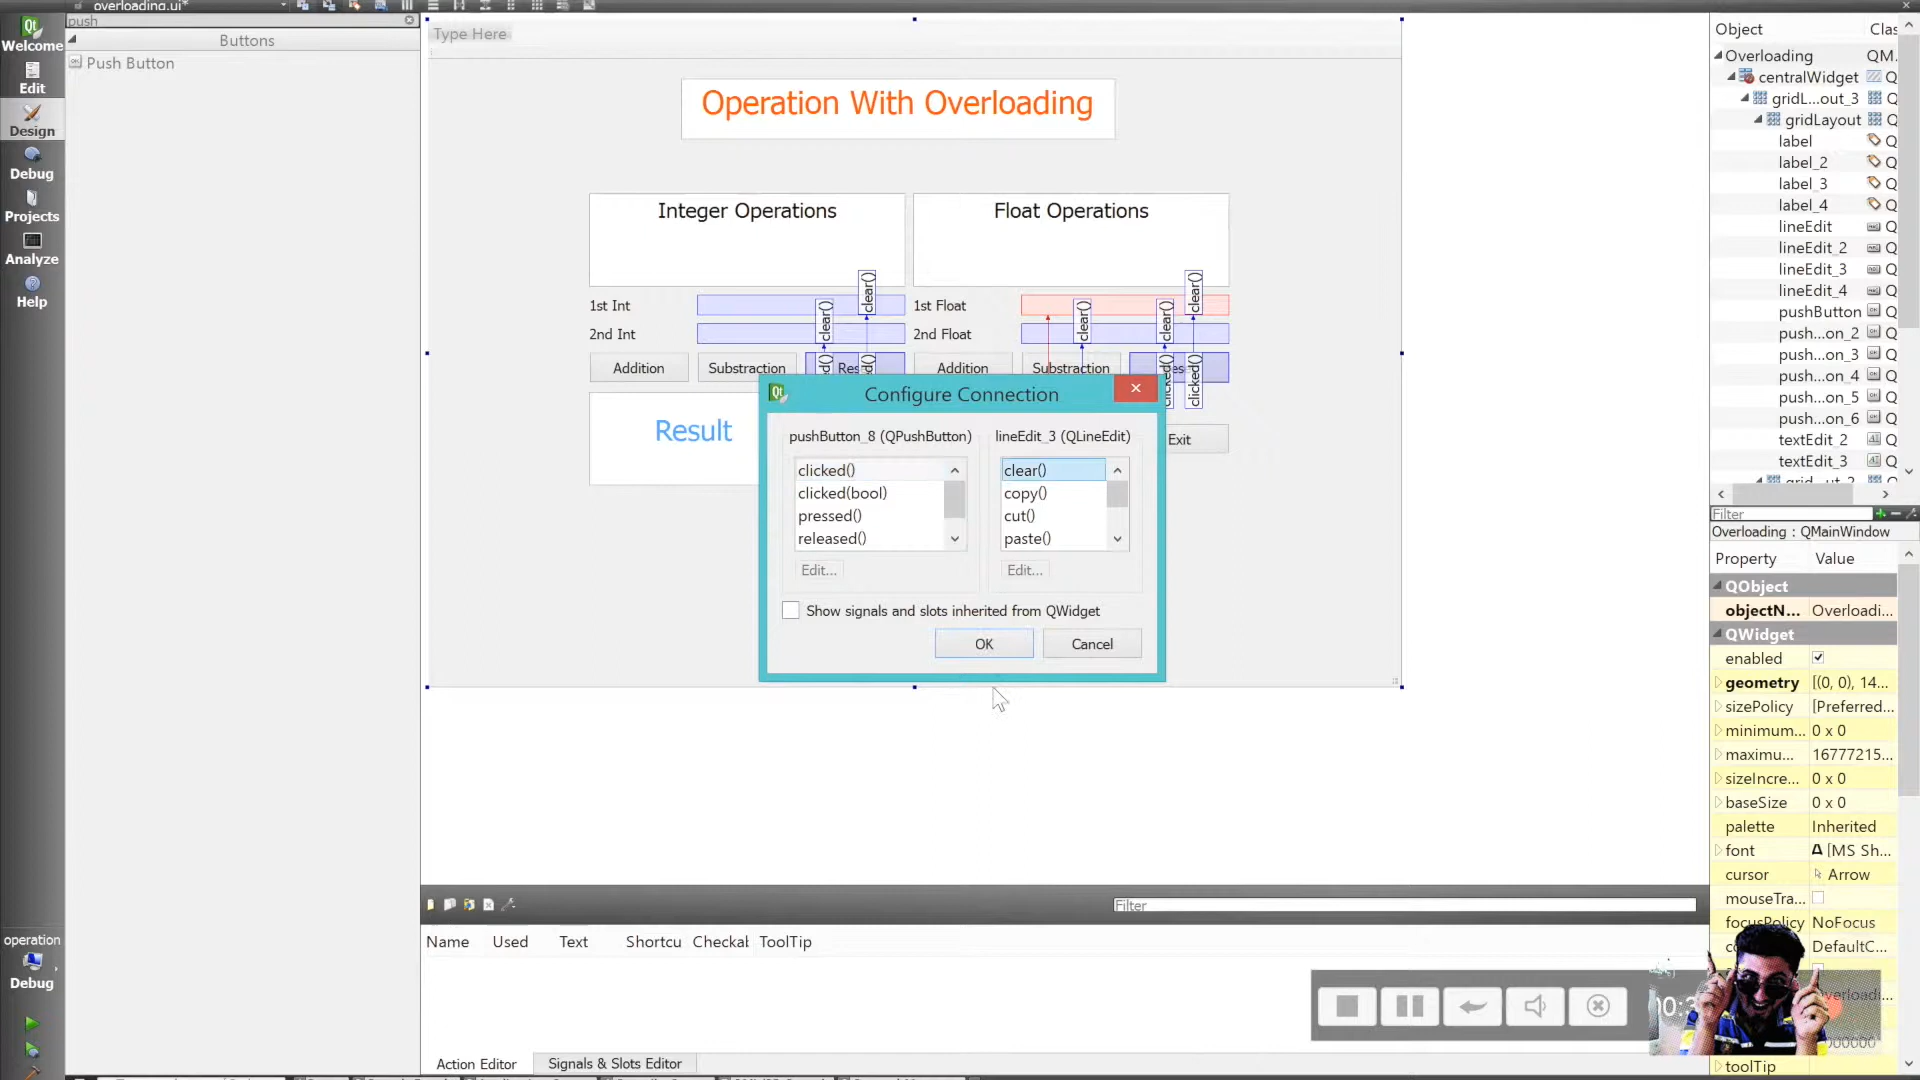 overloading.ui*
push
Welcome
Edit
Design
Debug
Projects
Analyze
Help
operation
Debug
Buttons
Push Button
Type Here
Operation With Overloading
Integer Operations
Float Operations
1st Int
1st Float
2nd Int
2nd Float
clear()
clear()
clear()
clear()
clear()
Addition
Substraction
Addition
Substraction
clicked()
clicked()
Result
Exit
Configure Connection
pushButton_8 (QPushButton)
lineEdit_3 (QLineEdit)
clicked()
clear()
clicked(bool)
copy()
pressed()
cut()
released()
paste()
Edit...
Edit...
Show signals and slots inherited from QWidget
OK
Cancel
Filter
Name Used Text Shortcu Checkal ToolTip
Action Editor
Signals & Slots Editor
Object Clas
Overloading QM.
centralWidget Q
gridL...out_3 Q
gridLayout Q
label Q
label_2 Q
label_3 Q
label_4 Q
lineEdit Q
lineEdit_2 Q
lineEdit_3 Q
lineEdit_4 Q
pushButton Q
push...on_2 Q
push...on_3 Q
push...on_4 Q
push...on_5 Q
push...on_6 Q
textEdit_2 Q
textEdit_3 Q
Filter
Overloading : QMainWindow
Property Value
QObject
objectN... Overloadi...
QWidget
enabled
geometry [(0, 0), 14...
sizePolicy [Preferred...
minimum... 0 x 0
maximu... 16777215...
sizeIncre... 0 x 0
baseSize 0 x 0
palette Inherited
font A [MS Sh...
cursor Arrow
mouseTra...
focusPolicy NoFocus
DefaultC...
toolTip